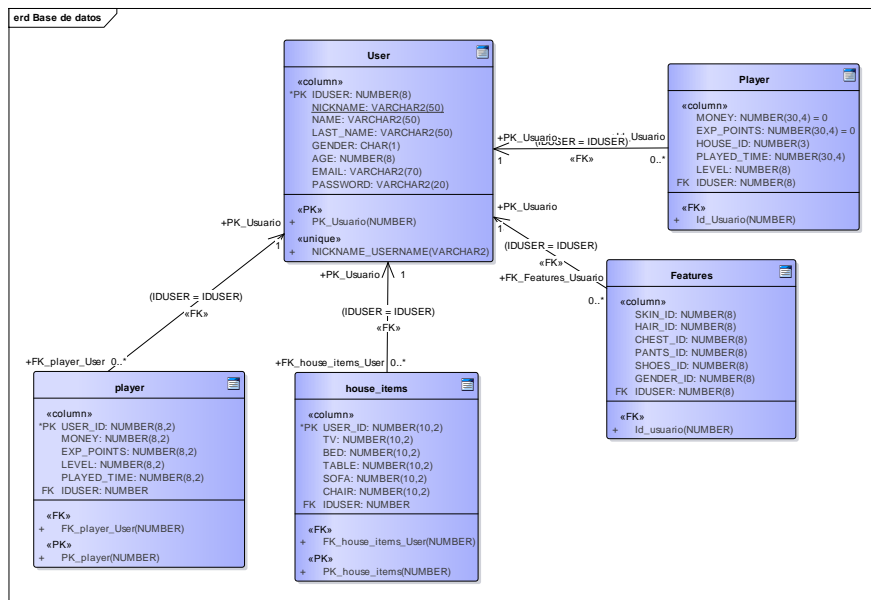 erd Base de datos
User
«column»
*PK IDUSER: NUMBER(8)
NICKNAME: VARCHAR2(50)
NAME: VARCHAR2(50)
LAST_NAME: VARCHAR2(50)
GENDER: CHAR(1)
AGE: NUMBER(8)
EMAIL: VARCHAR2(70)
PASSWORD: VARCHAR2(20)
«PK»
+ PK_Usuario(NUMBER)
«unique»
+ NICKNAME_USERNAME(VARCHAR2)
Player
«column»
MONEY: NUMBER(30,4) = 0
EXP_POINTS: NUMBER(30,4) = 0
HOUSE_ID: NUMBER(3)
PLAYED_TIME: NUMBER(30,4)
LEVEL: NUMBER(8)
FK IDUSER: NUMBER(8)
«FK»
+ Id_Usuario(NUMBER)
+PK_Usuario
_Usuario
(IDUSER = IDUSER)
1
«FK»
0..*
+PK_Usuario
1
(IDUSER = IDUSER)
«FK»
+FK_Features_Usuario
0..*
Features
«column»
SKIN_ID: NUMBER(8)
HAIR_ID: NUMBER(8)
CHEST_ID: NUMBER(8)
PANTS_ID: NUMBER(8)
SHOES_ID: NUMBER(8)
GENDER_ID: NUMBER(8)
FK IDUSER: NUMBER(8)
«FK»
+ Id_usuario(NUMBER)
+PK_Usuario
1
(IDUSER = IDUSER)
«FK»
+FK_player_User 0..*
player
«column»
*PK USER_ID: NUMBER(8,2)
MONEY: NUMBER(8,2)
EXP_POINTS: NUMBER(8,2)
LEVEL: NUMBER(8,2)
PLAYED_TIME: NUMBER(8,2)
FK IDUSER: NUMBER
«FK»
+ FK_player_User(NUMBER)
«PK»
+ PK_player(NUMBER)
+PK_Usuario 1
(IDUSER = IDUSER)
«FK»
+FK_house_items_User 0..*
house_items
«column»
*PK USER_ID: NUMBER(10,2)
TV: NUMBER(10,2)
BED: NUMBER(10,2)
TABLE: NUMBER(10,2)
SOFA: NUMBER(10,2)
CHAIR: NUMBER(10,2)
FK IDUSER: NUMBER
«FK»
+ FK_house_items_User(NUMBER)
«PK»
+ PK_house_items(NUMBER)